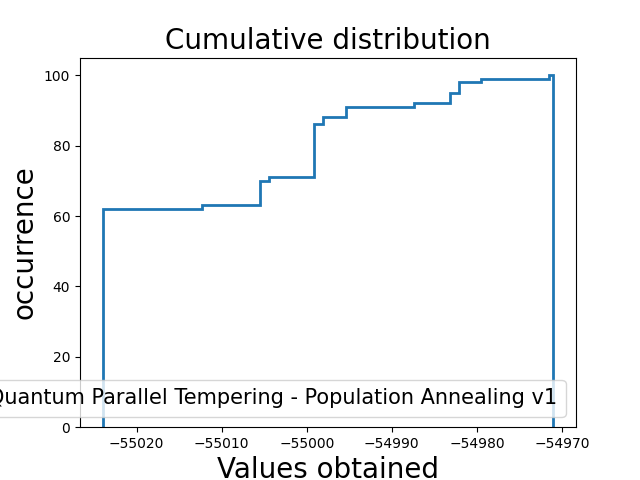 Cumulative distribution
100
80
60
40
20
0
occurrence
Quantum Parallel Tempering - Population Annealing v1
−55020 −55010 −55000 −54990 −54980 −54970
Values obtained